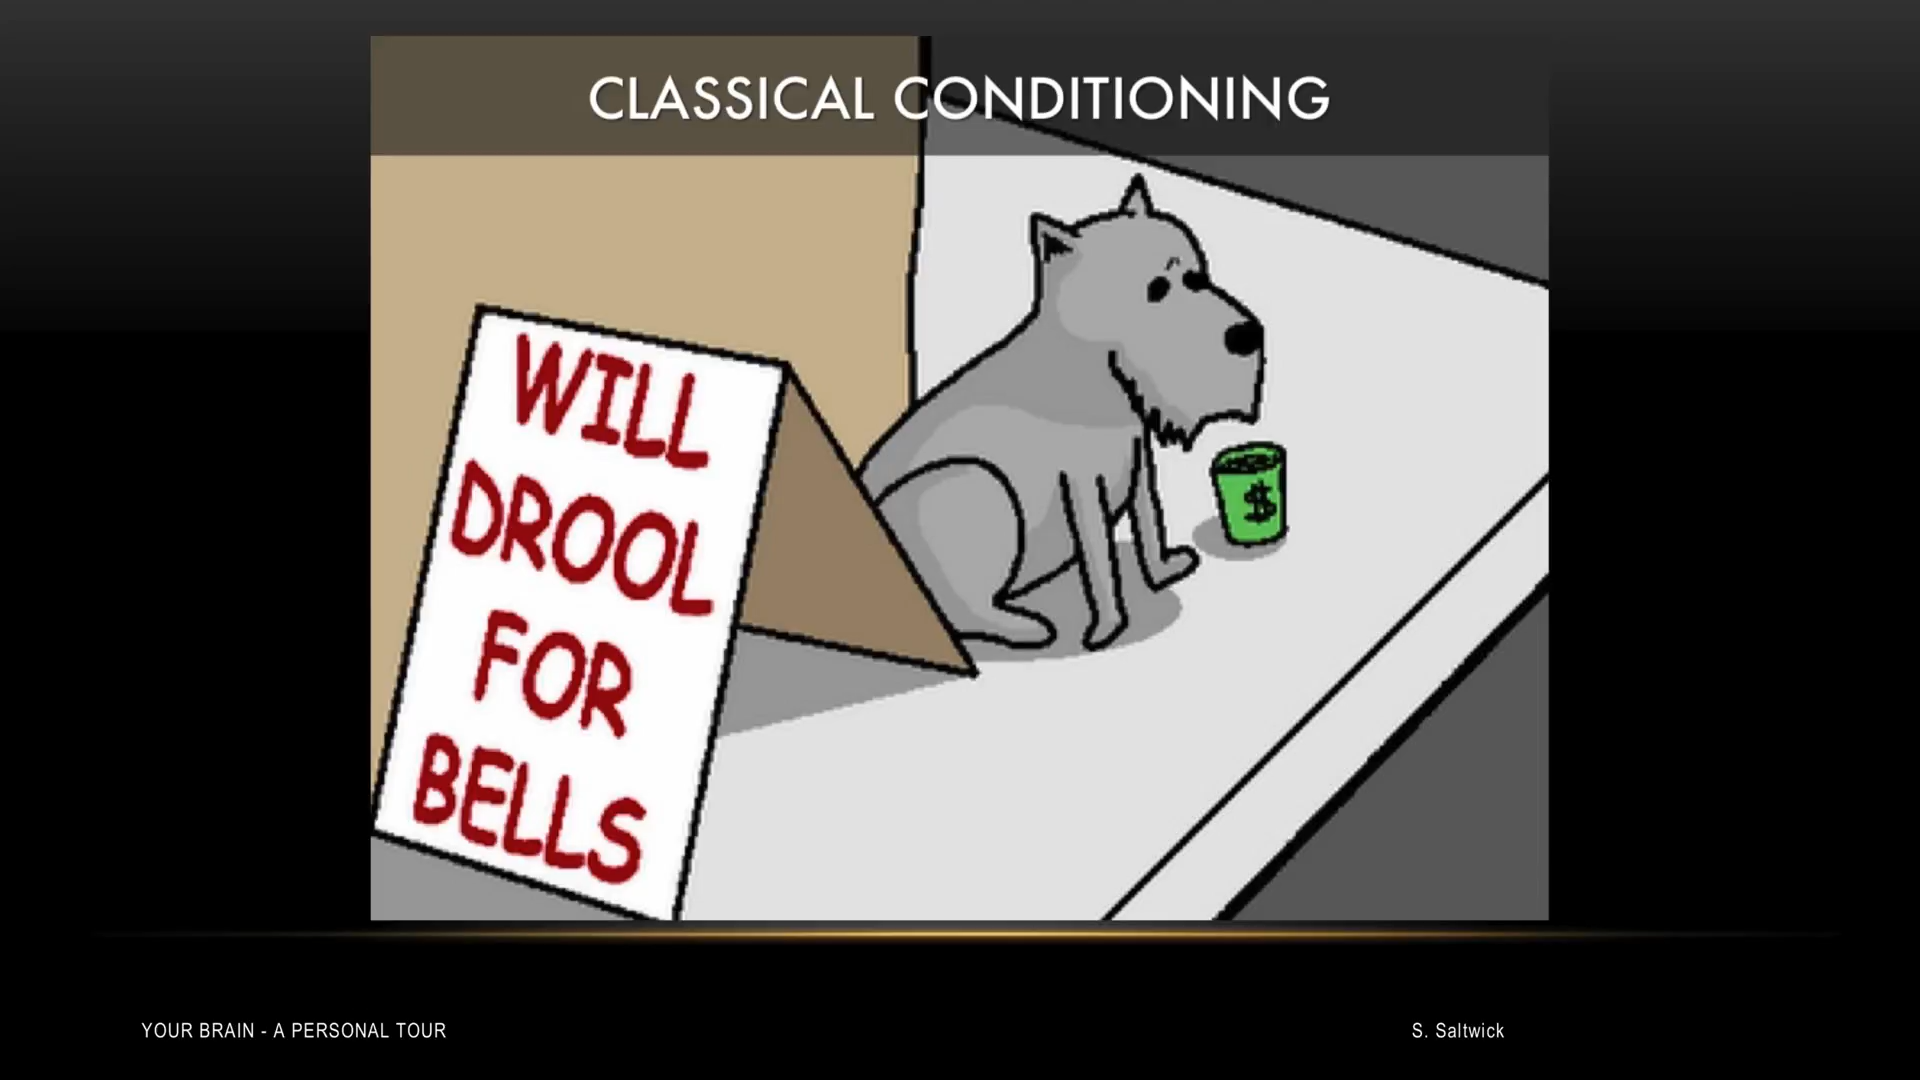 CLASSICAL CONDITIONING
WILL
DROOL
FOR
BELLS
$
YOUR BRAIN - A PERSONAL TOUR
S. Saltwick